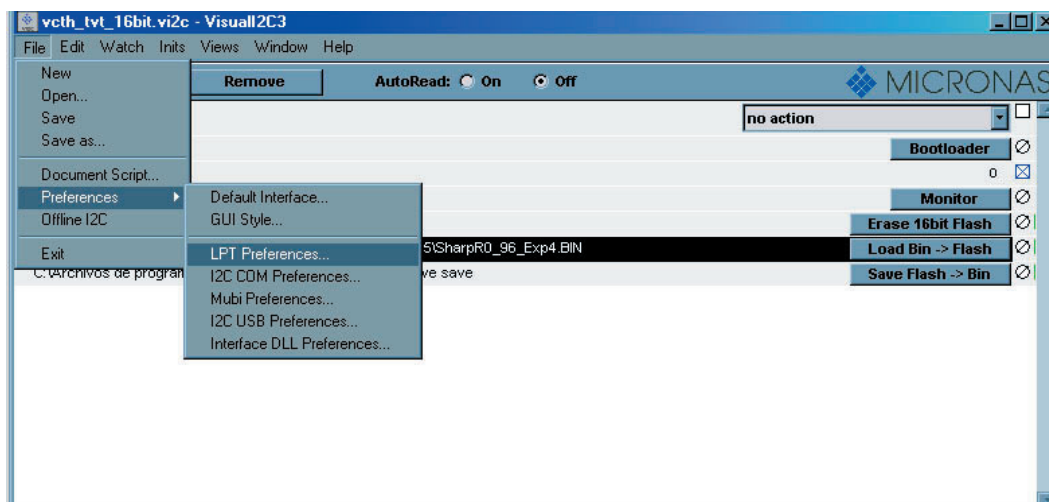 vcth_tvt_16bit.vi2c - VisualI2C3
File Edit Watch Inits Views Window Help
New
Open...
Save
Save as...
Document Script...
Preferences
Offline I2C
Exit
Default Interface...
GUI Style...
LPT Preferences...
I2C COM Preferences...
Mubi Preferences...
I2C USB Preferences...
Interface DLL Preferences...
Remove AutoRead: On Off MICRONAS
no action
Bootloader
0
Monitor
Erase 16bit Flash
5\SharpR0_96_Exp4.BIN Load Bin -> Flash
C:\Archivos de program ve save Save Flash -> Bin